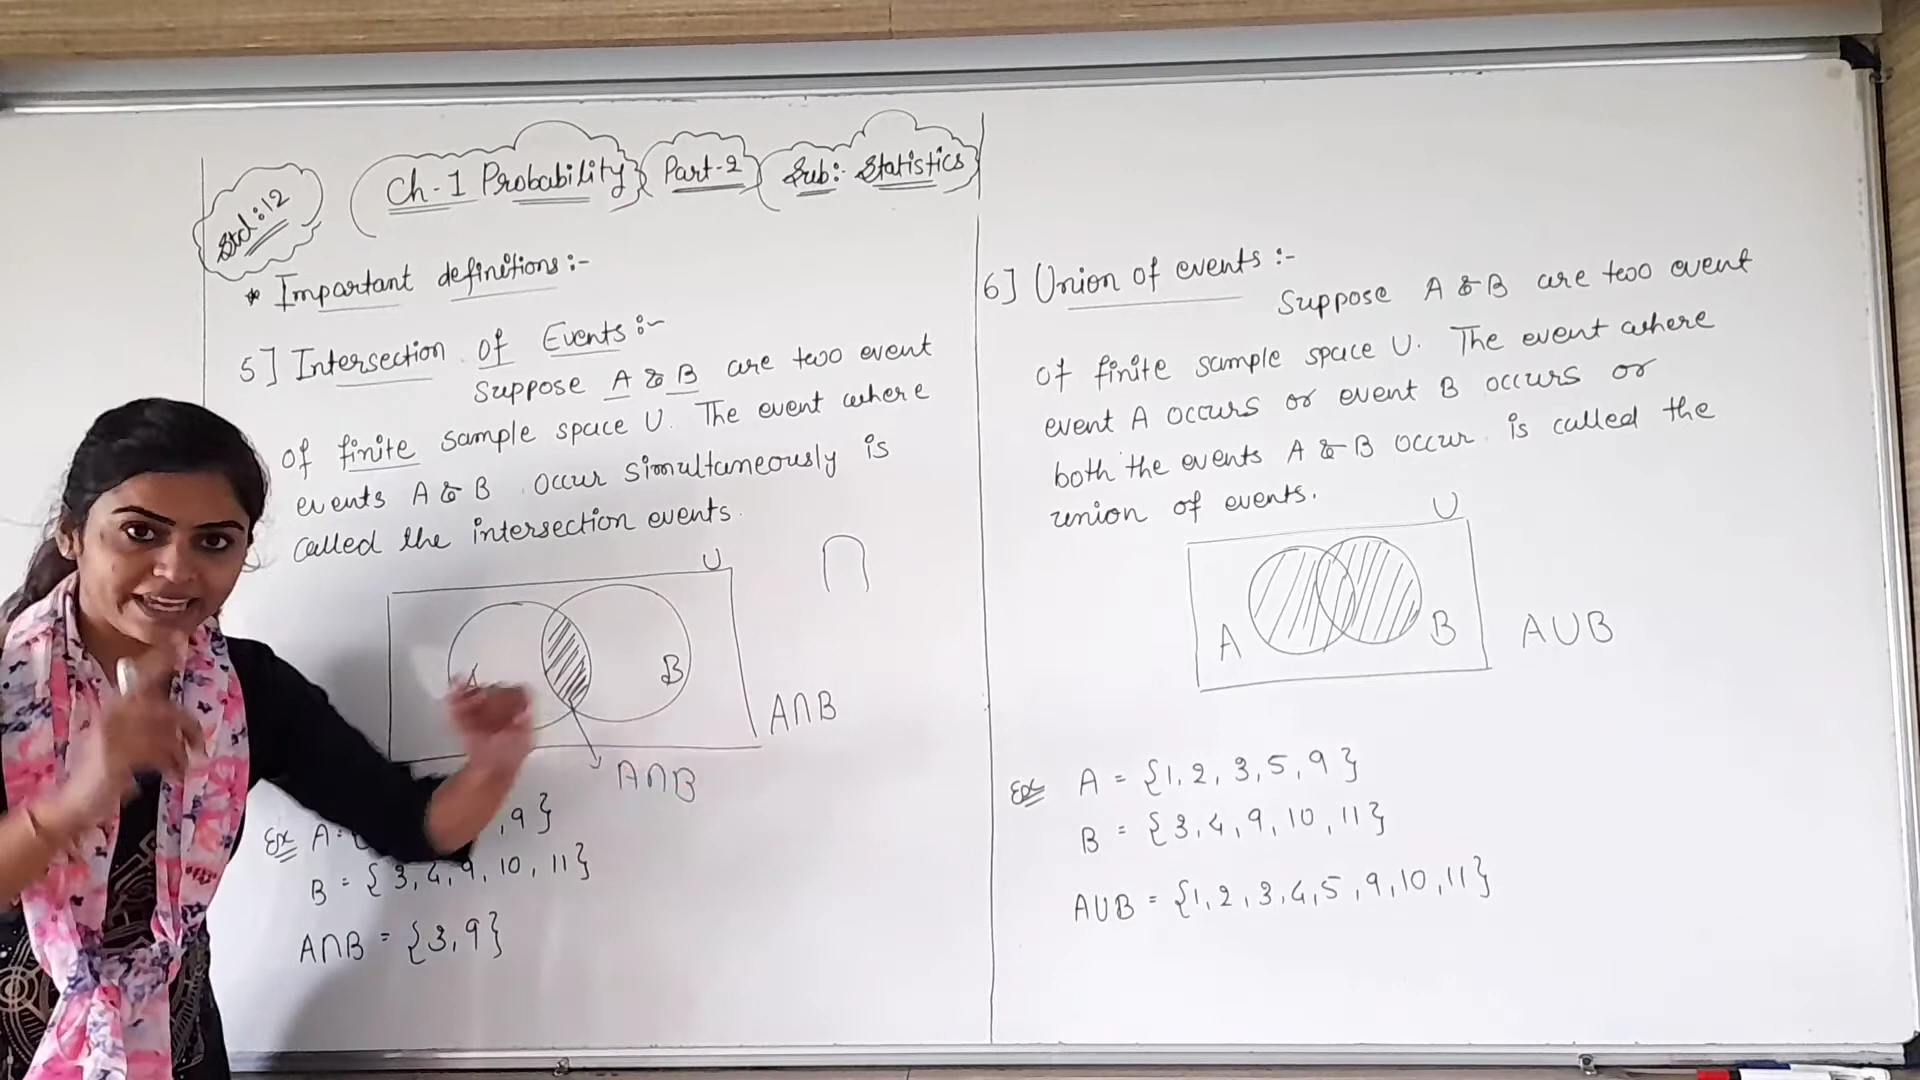 Std:12
Ch-1 Probability
Part-2
Sub:- Statistics
* Important definitions:-
5] Intersection of Events:-
Suppose A & B are two event
of finite sample space U. The event where
events A & B occur simultaneously is
called the intersection events.
U
∩
B
A∩B
A∩B
Ex A = {
,9}
B = {3,4,9,10,11}
A∩B = {3,9}
6] Union of events:-
Suppose A & B are two event
of finite sample space U. The event where
event A occurs or event B occurs or
both the events A & B occur is called the
union of events.
U
A
B
AUB
Ex A = {1,2,3,5,9}
B = {3,4,9,10,11}
AUB = {1,2,3,4,5,9,10,11}